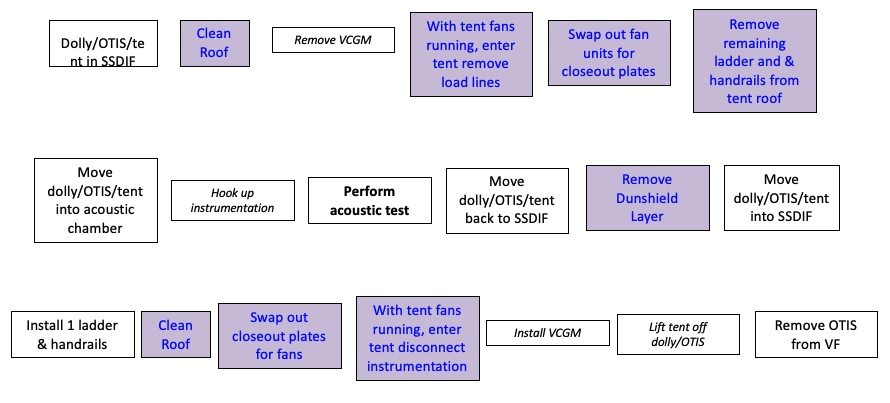 Dolly/OTIS/te
nt in SSDIF
Clean
Roof
Remove VCGM
With tent fans
running, enter
tent remove
load lines
Swap out fan
units for
closeout plates
Remove
remaining
ladder and &
handrails from
tent roof
Move
dolly/OTIS/tent
into acoustic
chamber
Hook up
instrumentation
Perform
acoustic test
Move
dolly/OTIS/tent
back to SSDIF
Remove
Dunshield
Layer
Move
dolly/OTIS/tent
into SSDIF
Install 1 ladder
& handrails
Clean
Roof
Swap out
closeout plates
for fans
With tent fans
running, enter
tent disconnect
instrumentation
Install VCGM
Lift tent off
dolly/OTIS
Remove OTIS
from VF